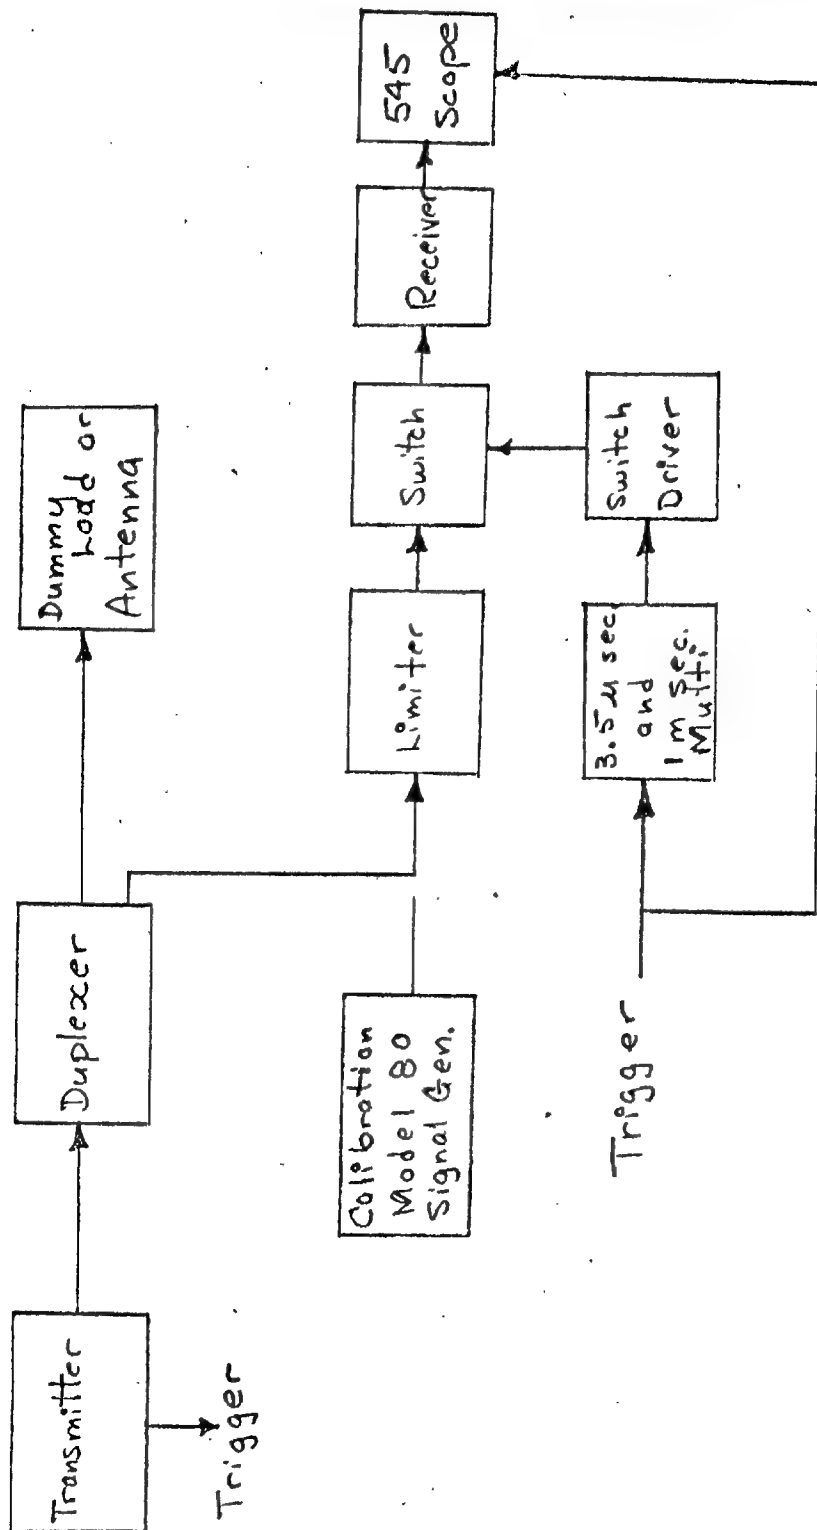 Transmitter
Trigger
Duplexer
Dummy
Load or
Antenna
Calibration
Model 80
Signal Gen.
Limiter
Switch
Receiver
545
Scope
Trigger
3.5 µ sec.
and
1 m sec.
Multi
Switch
Driver